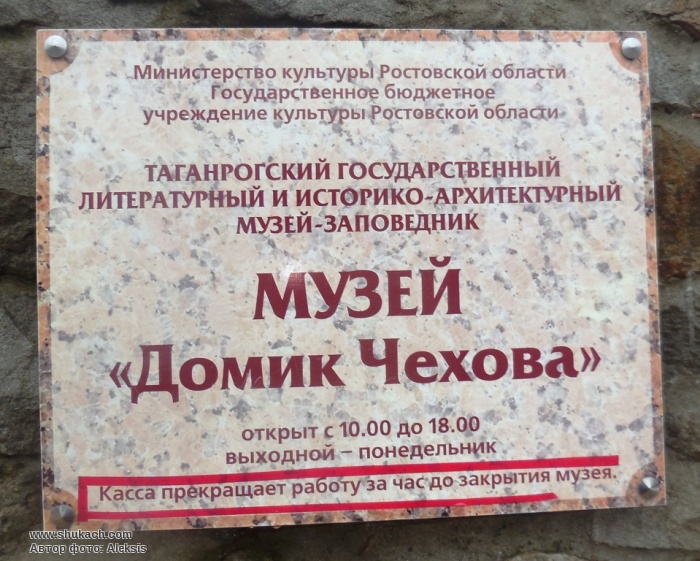 Министерство культуры Ростовской области
Государственное бюджетное
учреждение культуры Ростовской области
ТАГАНРОГСКИЙ ГОСУДАРСТВЕННЫЙ
ЛИТЕРАТУРНЫЙ И ИСТОРИКО-АРХИТЕКТУРНЫЙ
МУЗЕЙ-ЗАПОВЕДНИК
МУЗЕЙ
«Домик Чехова»
открыт с 10.00 до 18.00
выходной – понедельник
Касса прекращает работу за час до закрытия музея.
www.shukach.com
Автор фото: Aleksis